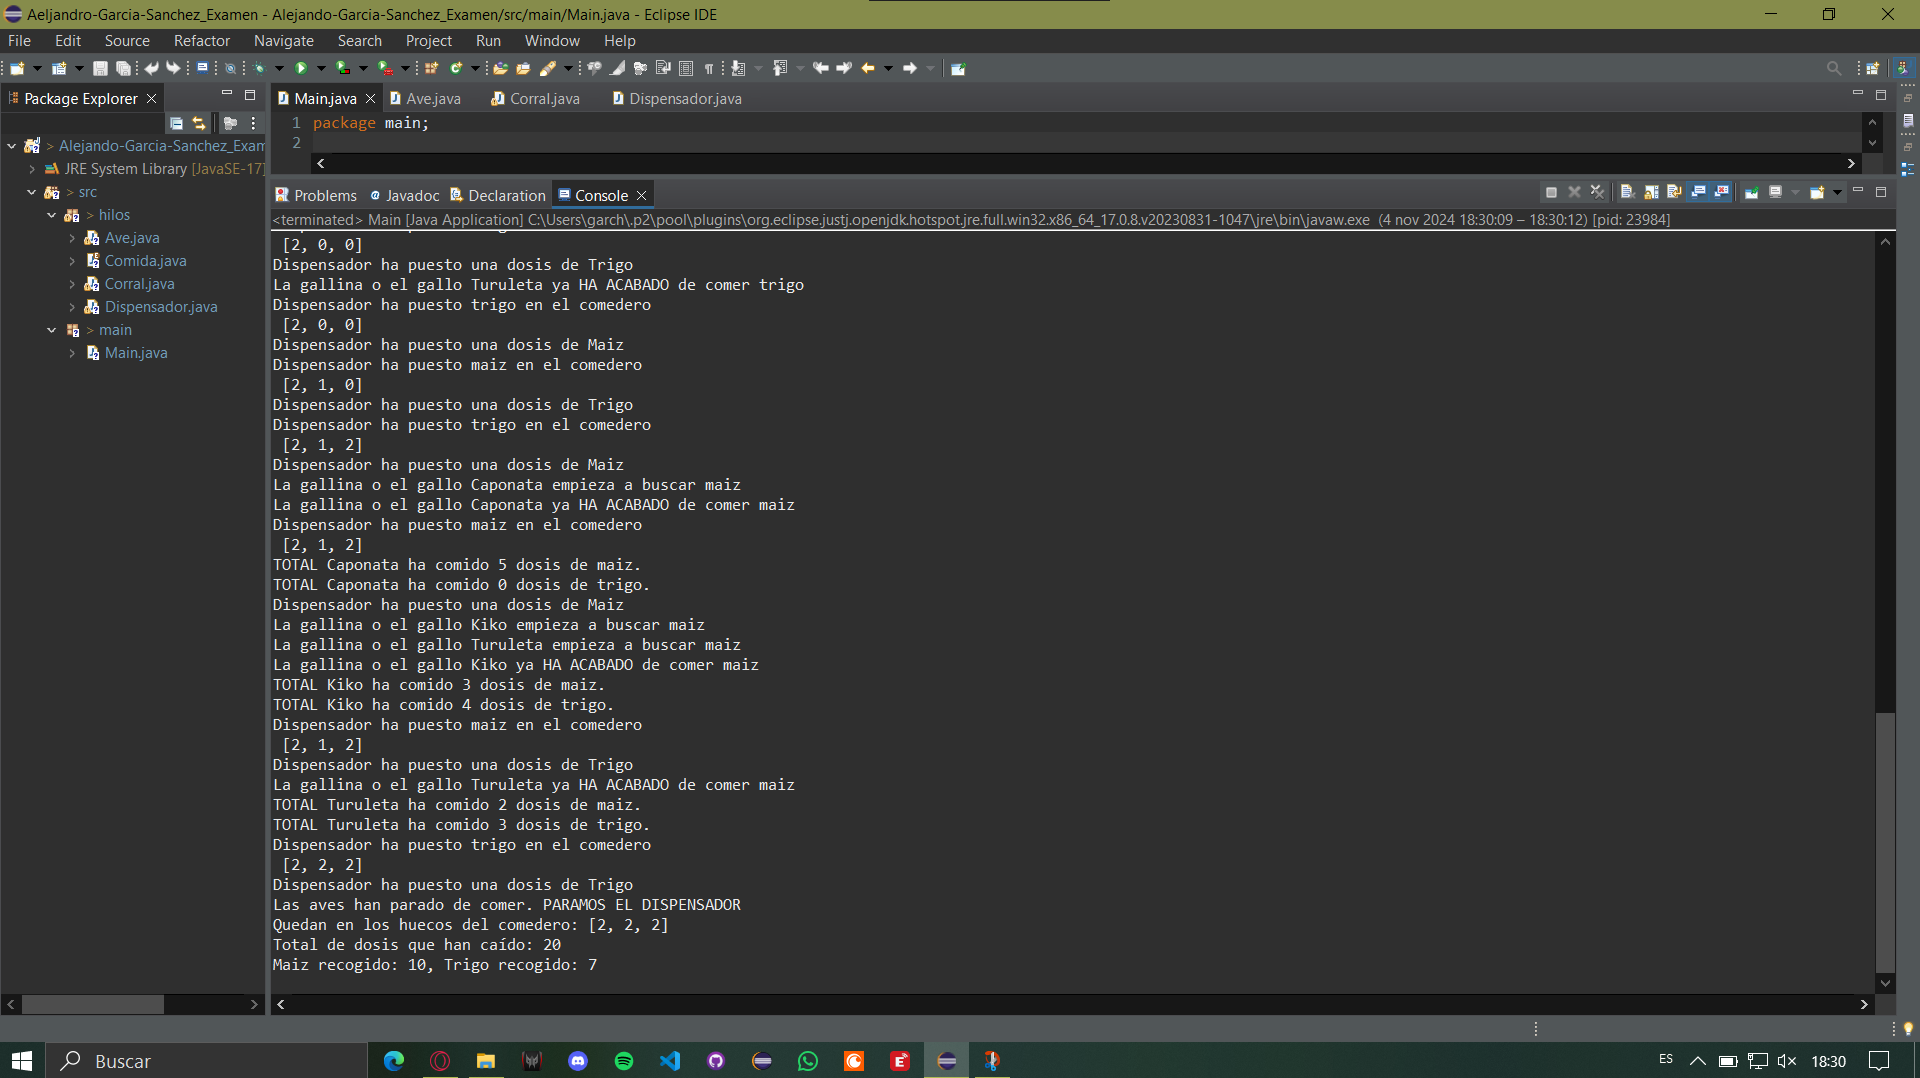 Aeljandro-Garcia-Sanchez_Examen - Alejando-Garcia-Sanchez_Examen/src/main/Main.java - Eclipse IDE
File Edit Source Refactor Navigate Search Project Run Window Help
Package Explorer
Main.java Ave.java Corral.java Dispensador.java
1 package main;
2
> Alejando-Garcia-Sanchez_Exam
JRE System Library [JavaSE-17]
> src
> hilos
Ave.java
Comida.java
Corral.java
Dispensador.java
> main
Main.java
Problems Javadoc Declaration Console
<terminated> Main [Java Application] C:\Users\garch\.p2\pool\plugins\org.eclipse.justj.openjdk.hotspot.jre.full.win32.x86_64_17.0.8.v20230831-1047\jre\bin\javaw.exe (4 nov 2024 18:30:09 – 18:30:12) [pid: 23984]
[2, 0, 0]
Dispensador ha puesto una dosis de Trigo
La gallina o el gallo Turuleta ya HA ACABADO de comer trigo
Dispensador ha puesto trigo en el comedero
[2, 0, 0]
Dispensador ha puesto una dosis de Maiz
Dispensador ha puesto maiz en el comedero
[2, 1, 0]
Dispensador ha puesto una dosis de Trigo
Dispensador ha puesto trigo en el comedero
[2, 1, 2]
Dispensador ha puesto una dosis de Maiz
La gallina o el gallo Caponata empieza a buscar maiz
La gallina o el gallo Caponata ya HA ACABADO de comer maiz
Dispensador ha puesto maiz en el comedero
[2, 1, 2]
TOTAL Caponata ha comido 5 dosis de maiz.
TOTAL Caponata ha comido 0 dosis de trigo.
Dispensador ha puesto una dosis de Maiz
La gallina o el gallo Kiko empieza a buscar maiz
La gallina o el gallo Turuleta empieza a buscar maiz
La gallina o el gallo Kiko ya HA ACABADO de comer maiz
TOTAL Kiko ha comido 3 dosis de maiz.
TOTAL Kiko ha comido 4 dosis de trigo.
Dispensador ha puesto maiz en el comedero
[2, 1, 2]
Dispensador ha puesto una dosis de Trigo
La gallina o el gallo Turuleta ya HA ACABADO de comer maiz
TOTAL Turuleta ha comido 2 dosis de maiz.
TOTAL Turuleta ha comido 3 dosis de trigo.
Dispensador ha puesto trigo en el comedero
[2, 2, 2]
Dispensador ha puesto una dosis de Trigo
Las aves han parado de comer. PARAMOS EL DISPENSADOR
Quedan en los huecos del comedero: [2, 2, 2]
Total de dosis que han caído: 20
Maiz recogido: 10, Trigo recogido: 7
Buscar
ES 18:30